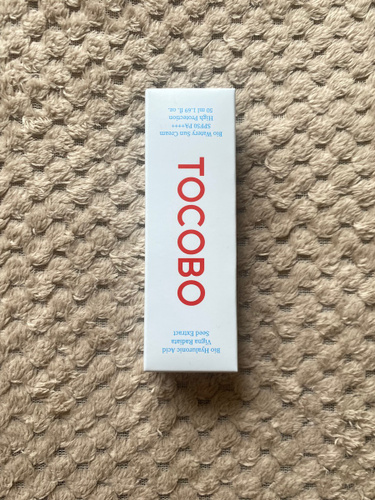 Bio Watery Sun Cream
SPF50 PA++++
High Protection
50 ml 1.69 fl. oz.
TOCOBO
Bio Hyaluronic Acid
Vigna Radiata
Seed Extract